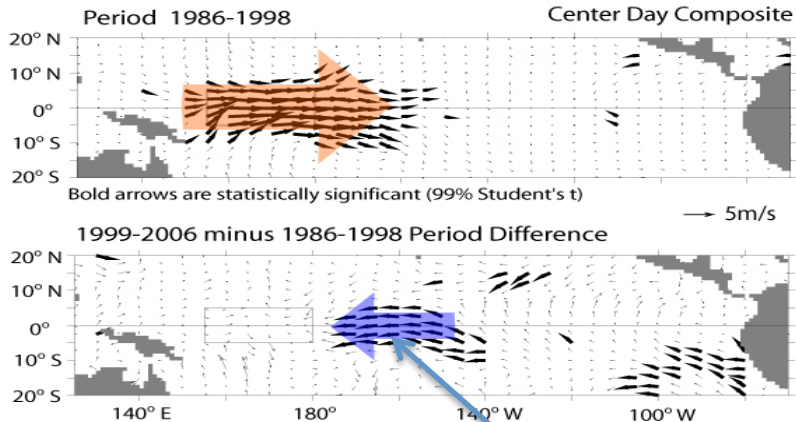 Period 1986-1998 Center Day Composite
20° N
10° N
0°
10° S
20° S
Bold arrows are statistically significant (99% Student's t)
5m/s
1999-2006 minus 1986-1998 Period Difference
20° N
10° N
0°
10° S
20° S
140° E 180° 140° W 100° W